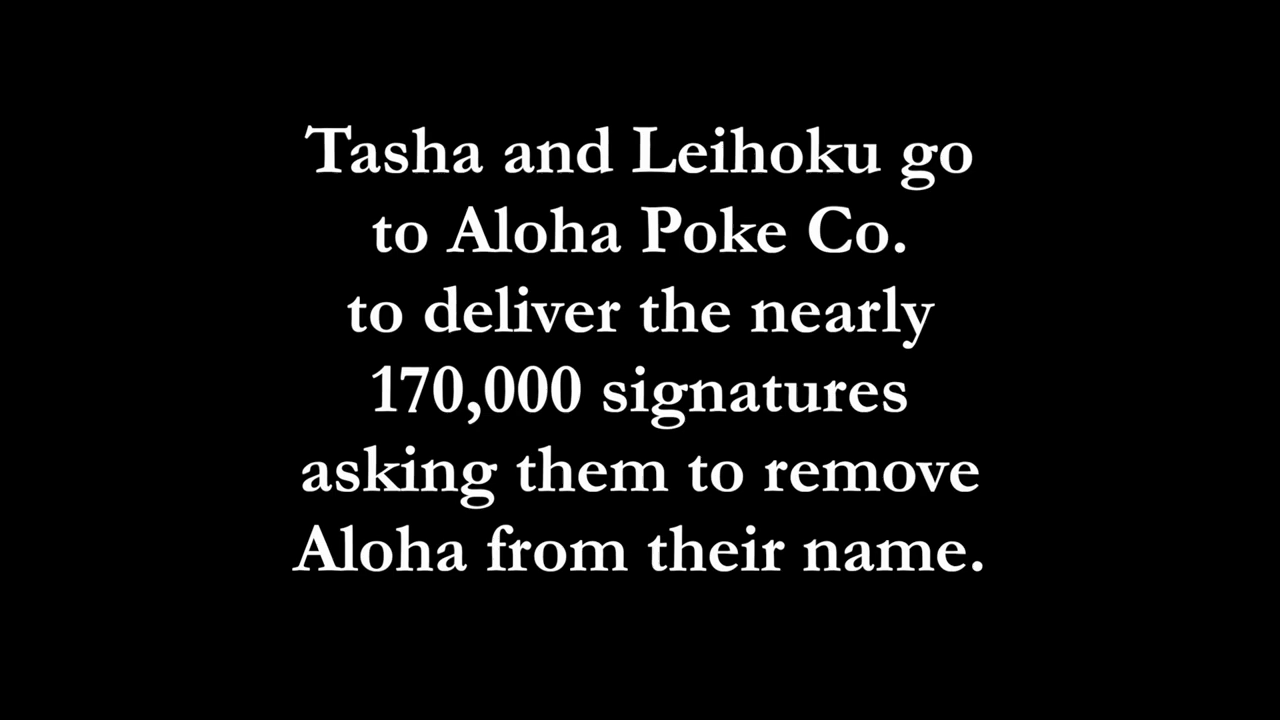 Tasha and Leihoku go
to Aloha Poke Co.
to deliver the nearly
170,000 signatures
asking them to remove
Aloha from their name.